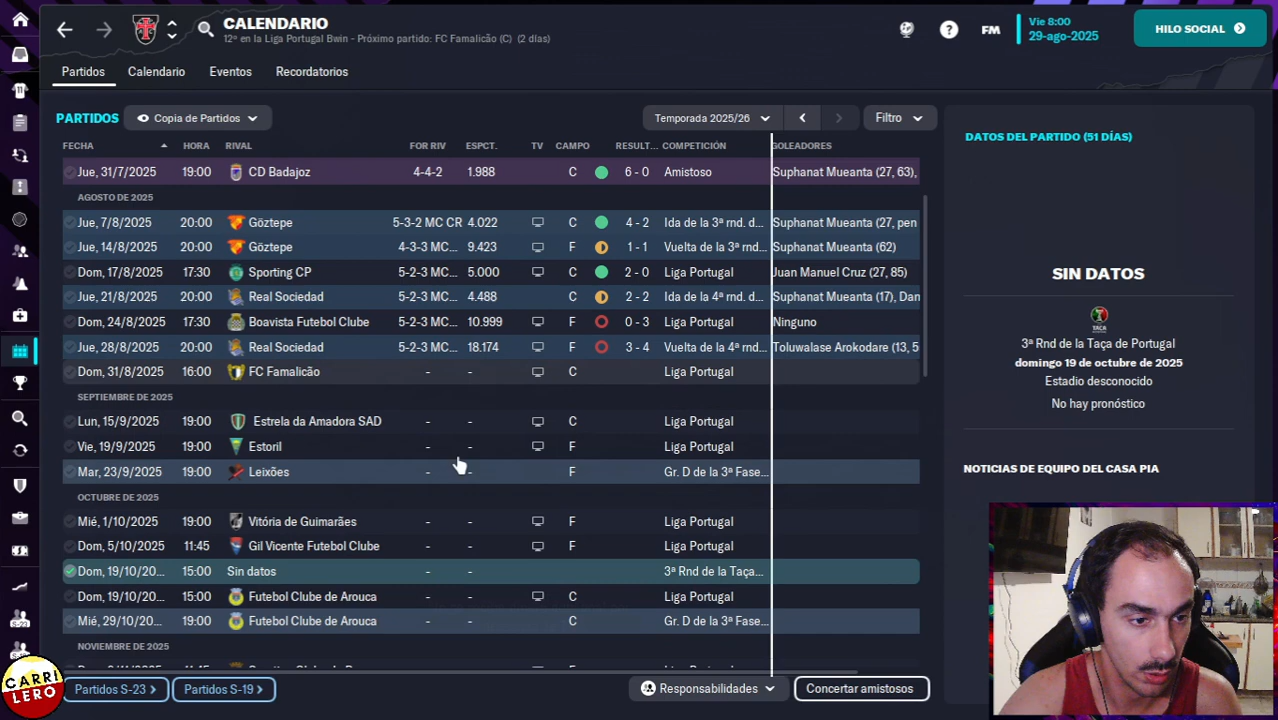 CALENDARIO
12º en la Liga Portugal Bwin - Próximo partido: FC Famalicão (C) (2 días)
FM
Vie 8:00
29-ago-2025
HILO SOCIAL
Partidos Calendario Eventos Recordatorios
PARTIDOS Copia de Partidos Temporada 2025/26 Filtro
FECHA HORA RIVAL FOR RIV ESPCT. TV CAMPO RESULT... COMPETICIÓN GOLEADORES
Jue, 31/7/2025 19:00 CD Badajoz 4-4-2 1.988 C 6 - 0 Amistoso Suphanat Mueanta (27, 63),
AGOSTO DE 2025
Jue, 7/8/2025 20:00 Göztepe 5-3-2 MC CR 4.022 C 4 - 2 Ida de la 3ª rnd. d... Suphanat Mueanta (27, pen
Jue, 14/8/2025 20:00 Göztepe 4-3-3 MC... 9.423 F 1 - 1 Vuelta de la 3ª rnd... Suphanat Mueanta (62)
Dom, 17/8/2025 17:30 Sporting CP 5-2-3 MC... 5.000 C 2 - 0 Liga Portugal Juan Manuel Cruz (27, 85)
Jue, 21/8/2025 20:00 Real Sociedad 5-2-3 MC... 4.488 C 2 - 2 Ida de la 4ª rnd. d... Suphanat Mueanta (17), Dan
Dom, 24/8/2025 17:30 Boavista Futebol Clube 5-2-3 MC... 10.999 F 0 - 3 Liga Portugal Ninguno
Jue, 28/8/2025 20:00 Real Sociedad 5-2-3 MC... 18.174 F 3 - 4 Vuelta de la 4ª rnd... Toluwalase Arokodare (13, 5
Dom, 31/8/2025 16:00 FC Famalicão - - C Liga Portugal
SEPTIEMBRE DE 2025
Lun, 15/9/2025 19:00 Estrela da Amadora SAD - - C Liga Portugal
Vie, 19/9/2025 19:00 Estoril - - F Liga Portugal
Mar, 23/9/2025 19:00 Leixões - - F Gr. D de la 3ª Fase...
OCTUBRE DE 2025
Mié, 1/10/2025 19:00 Vitória de Guimarães - - F Liga Portugal
Dom, 5/10/2025 11:45 Gil Vicente Futebol Clube - - F Liga Portugal
Dom, 19/10/20... 15:00 Sin datos - - 3ª Rnd de la Taça...
Dom, 19/10/20... 15:00 Futebol Clube de Arouca - - C Liga Portugal
Mié, 29/10/20... 19:00 Futebol Clube de Arouca - - C Gr. D de la 3ª Fase...
NOVIEMBRE DE 2025
Partidos S-23 Partidos S-19 Responsabilidades Concertar amistosos
DATOS DEL PARTIDO (51 DÍAS)
SIN DATOS
3ª Rnd de la Taça de Portugal
domingo 19 de octubre de 2025
Estadio desconocido
No hay pronóstico
NOTICIAS DE EQUIPO DEL CASA PIA
CARRI
LERO